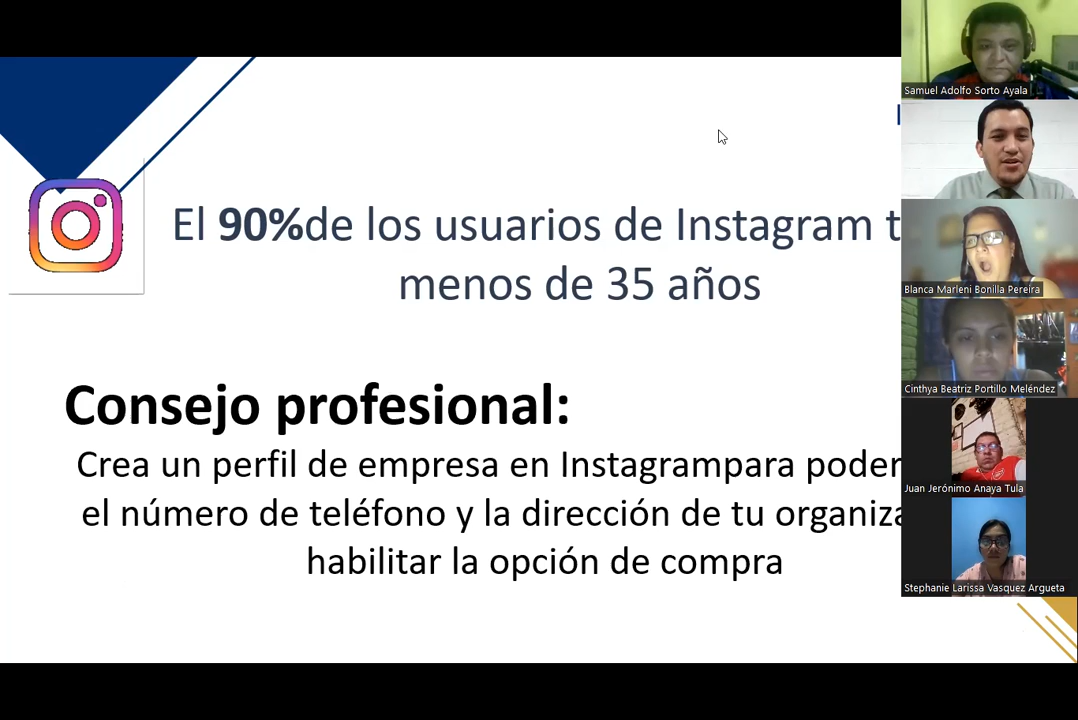 El 90%de los usuarios de Instagram t
menos de 35 años
Consejo profesional:
Crea un perfil de empresa en Instagrampara poder
el número de teléfono y la dirección de tu organiza
habilitar la opción de compra
Samuel Adolfo Sorto Ayala
Blanca Marleni Bonilla Pereira
Cinthya Beatriz Portillo Meléndez
Juan Jerónimo Anaya Tula
Stephanie Larissa Vasquez Argueta